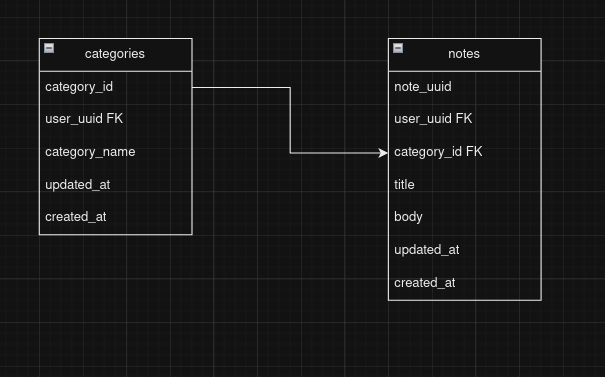 categories
category_id
user_uuid FK
category_name
updated_at
created_at
notes
note_uuid
user_uuid FK
category_id FK
title
body
updated_at
created_at